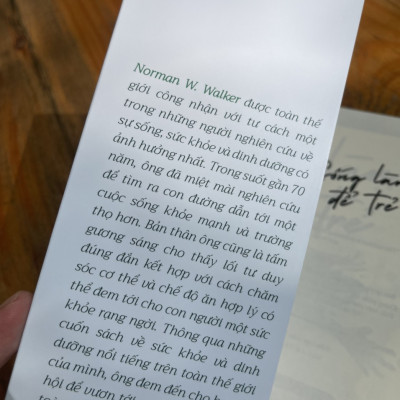 Norman W. Walker được toàn thế
giới công nhận với tư cách một
trong những người nghiên cứu về
sự sống, sức khỏe và dinh dưỡng có
ảnh hưởng nhất. Trong suốt gần 70
năm, ông đã miệt mài nghiên cứu
để tìm ra con đường dẫn tới một
cuộc sống khỏe mạnh và trường
thọ hơn. Bản thân ông cũng là tấm
gương sáng cho thấy lối tư duy
đúng đắn kết hợp với cách chăm
sóc cơ thể và chế độ ăn hợp lý có
thể đem tới cho con người một sức
khỏe rạng ngời. Thông qua những
cuốn sách về sức khỏe và dinh
dưỡng nổi tiếng trên toàn thế giới
của mình, ông đem đến cho
hội để vươn tới
để trẻ